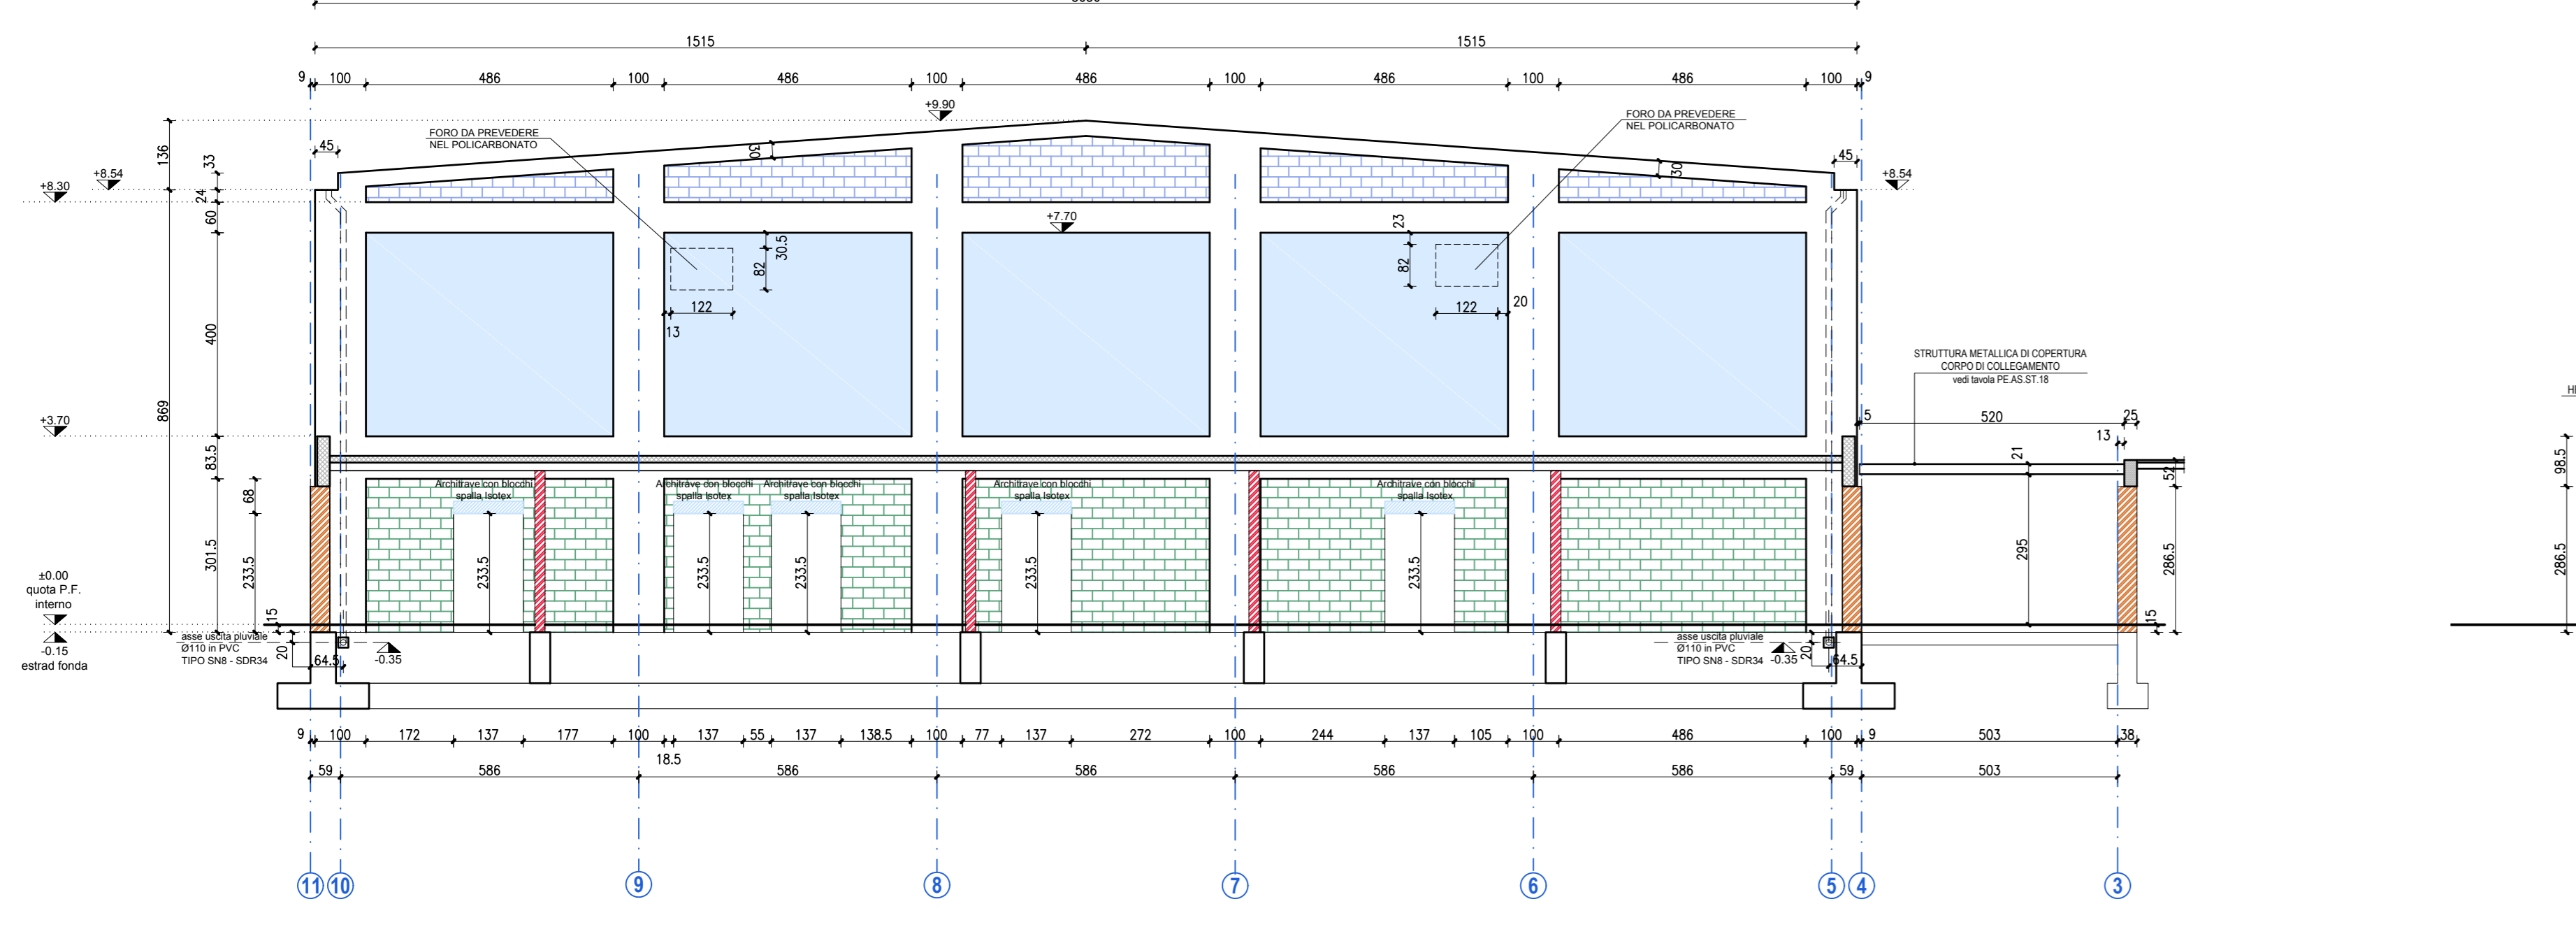 1515 1515
9 100 486 100 486 100 486 100 486 100 486 100 9
+9.90
FORO DA PREVEDERE
NEL POLICARBONATO
FORO DA PREVEDERE
NEL POLICARBONATO
136 33 45 30 30 45
+8.54
+8.30
+8.54
24 60
+7.70
23
30.5
82
82
122
13
122
20
400
869
STRUTTURA METALLICA DI COPERTURA
CORPO DI COLLEGAMENTO
vedi tavola PE.AS.ST.18
+3.70
5 520 25
13
21
83.5
98.5
52
Architrave con blocchi
spalla Isotex
Architrave con blocchi
spalla Isotex
Architrave con blocchi
spalla Isotex
Architrave con blocchi
spalla Isotex
Architrave con blocchi
spalla Isotex
68
301.5
233.5
233.5
233.5
233.5
233.5
233.5
295
286.5
286.5
±0.00
quota P.F.
interno
15
15
-0.15
estrad fonda
asse uscita pluviale
Ø110 in PVC
TIPO SN8 - SDR34
20
64.5
-0.35
asse uscita pluviale
Ø110 in PVC
TIPO SN8 - SDR34
-0.35
20
64.5
9 100 172 137 177 100 137 55 137 138.5 100 77 137 272 100 244 137 105 100 486 100 9 503 38
18.5
59 586 586 586 586 586 59 503
11 10 9 8 7 6 5 4 3